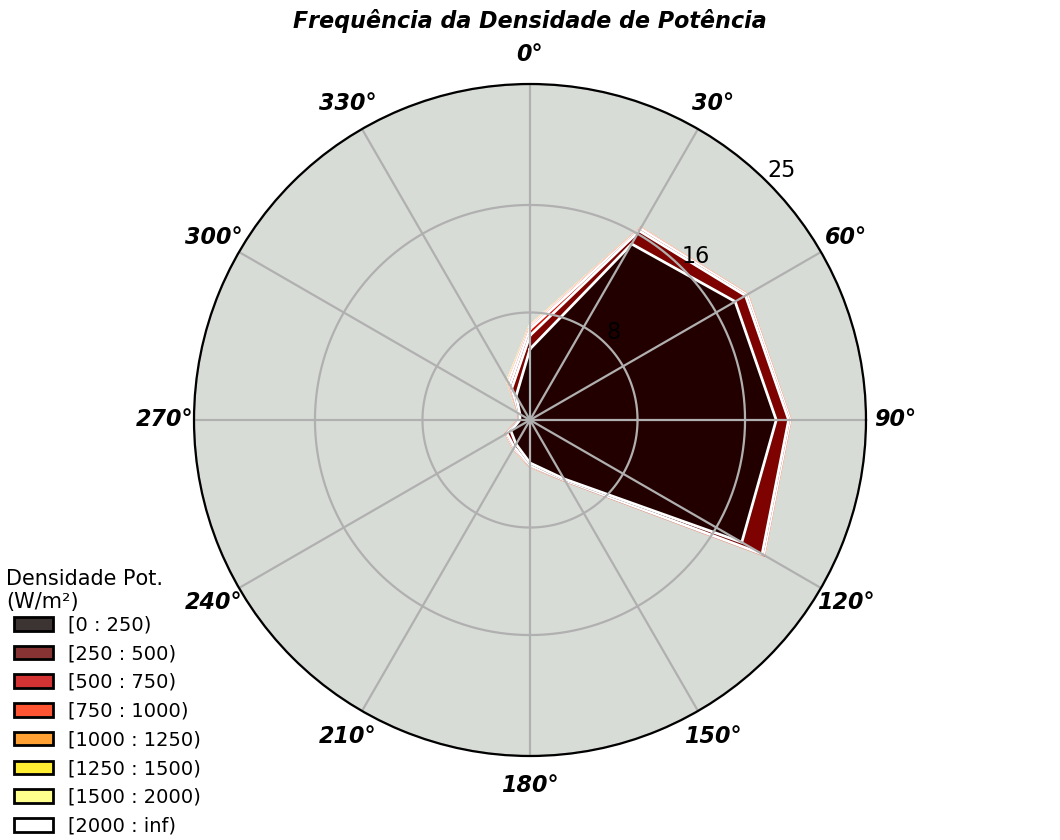 Frequência da Densidade de Potência
0°
330°
30°
25
300°
60°
16
8
270°
90°
240°
120°
210°
150°
180°
Densidade Pot.
(W/m²)
[0 : 250)
[250 : 500)
[500 : 750)
[750 : 1000)
[1000 : 1250)
[1250 : 1500)
[1500 : 2000)
[2000 : inf)